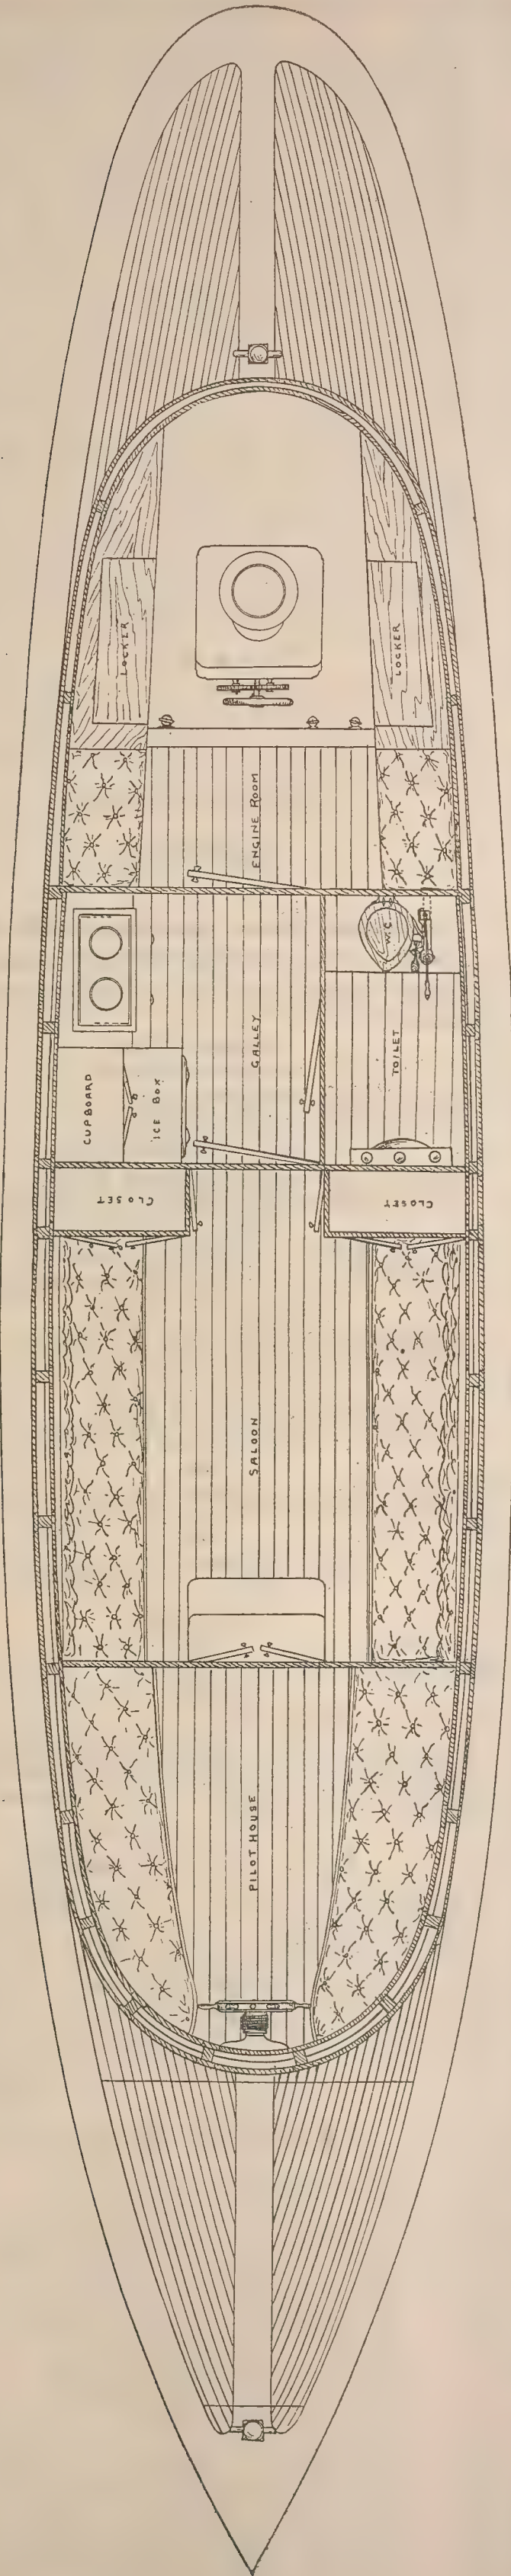 LOCKER
LOCKER
ENGINE ROOM
W.C.
GALLEY
TOILET
CUPBOARD
ICE BOX
CLOSET
CLOSET
SALOON
PILOT HOUSE